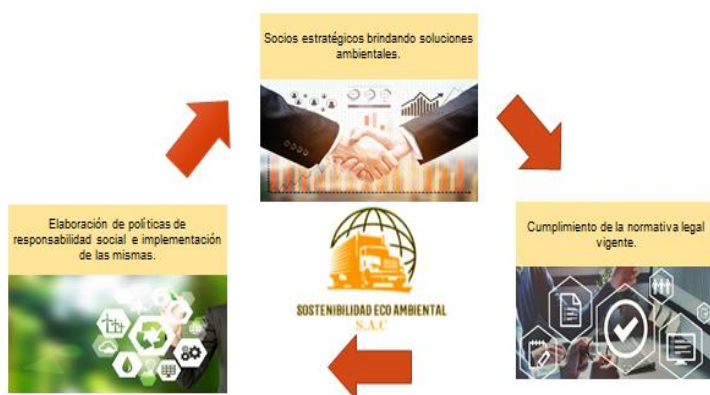 Socios estratégicos brindando soluciones
ambientales.
Elaboración de políticas de
responsabilidad social e implementación
de las mismas.
Cumplimiento de la normativa legal
vigente.
SOSTENIBILIDAD ECO AMBIENTAL
S.A.C